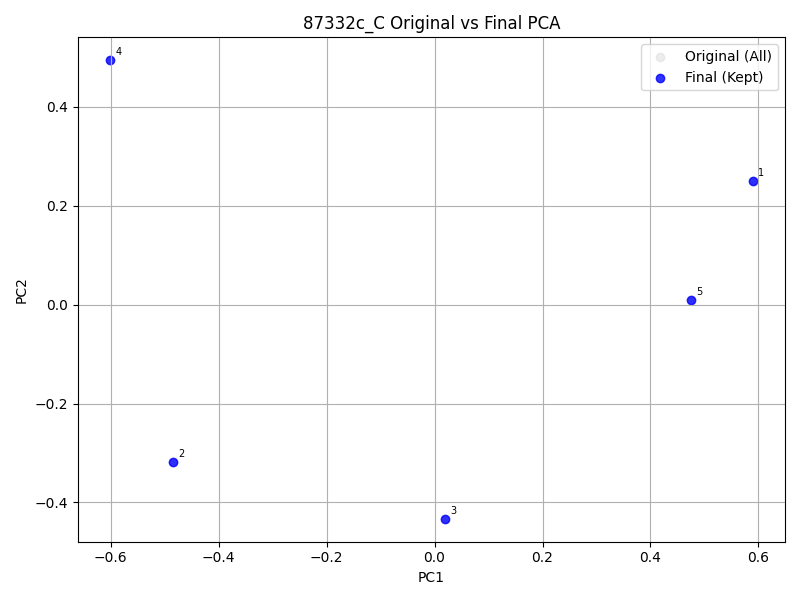 87332c_C Original vs Final PCA
Original (All)
Final (Kept)
4
1
5
2
3
0.4
0.2
0.0
−0.2
−0.4
PC2
−0.6 −0.4 −0.2 0.0 0.2 0.4 0.6
PC1